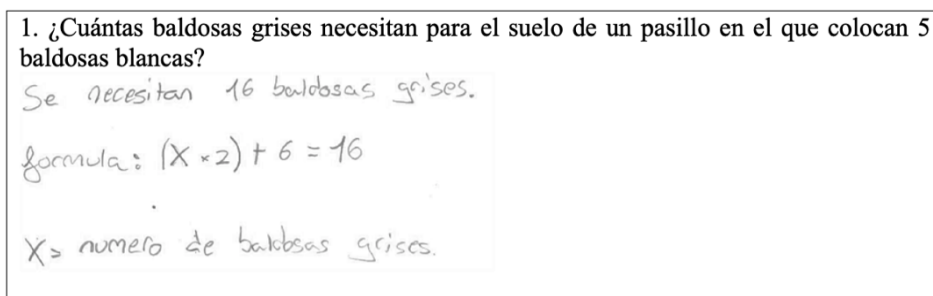 1. ¿Cuántas baldosas grises necesitan para el suelo de un pasillo en el que colocan 5
baldosas blancas?
Se necesitan 16 baldosas grises.
formula: (X × 2) + 6 = 16
X = numero de baldosas grises.